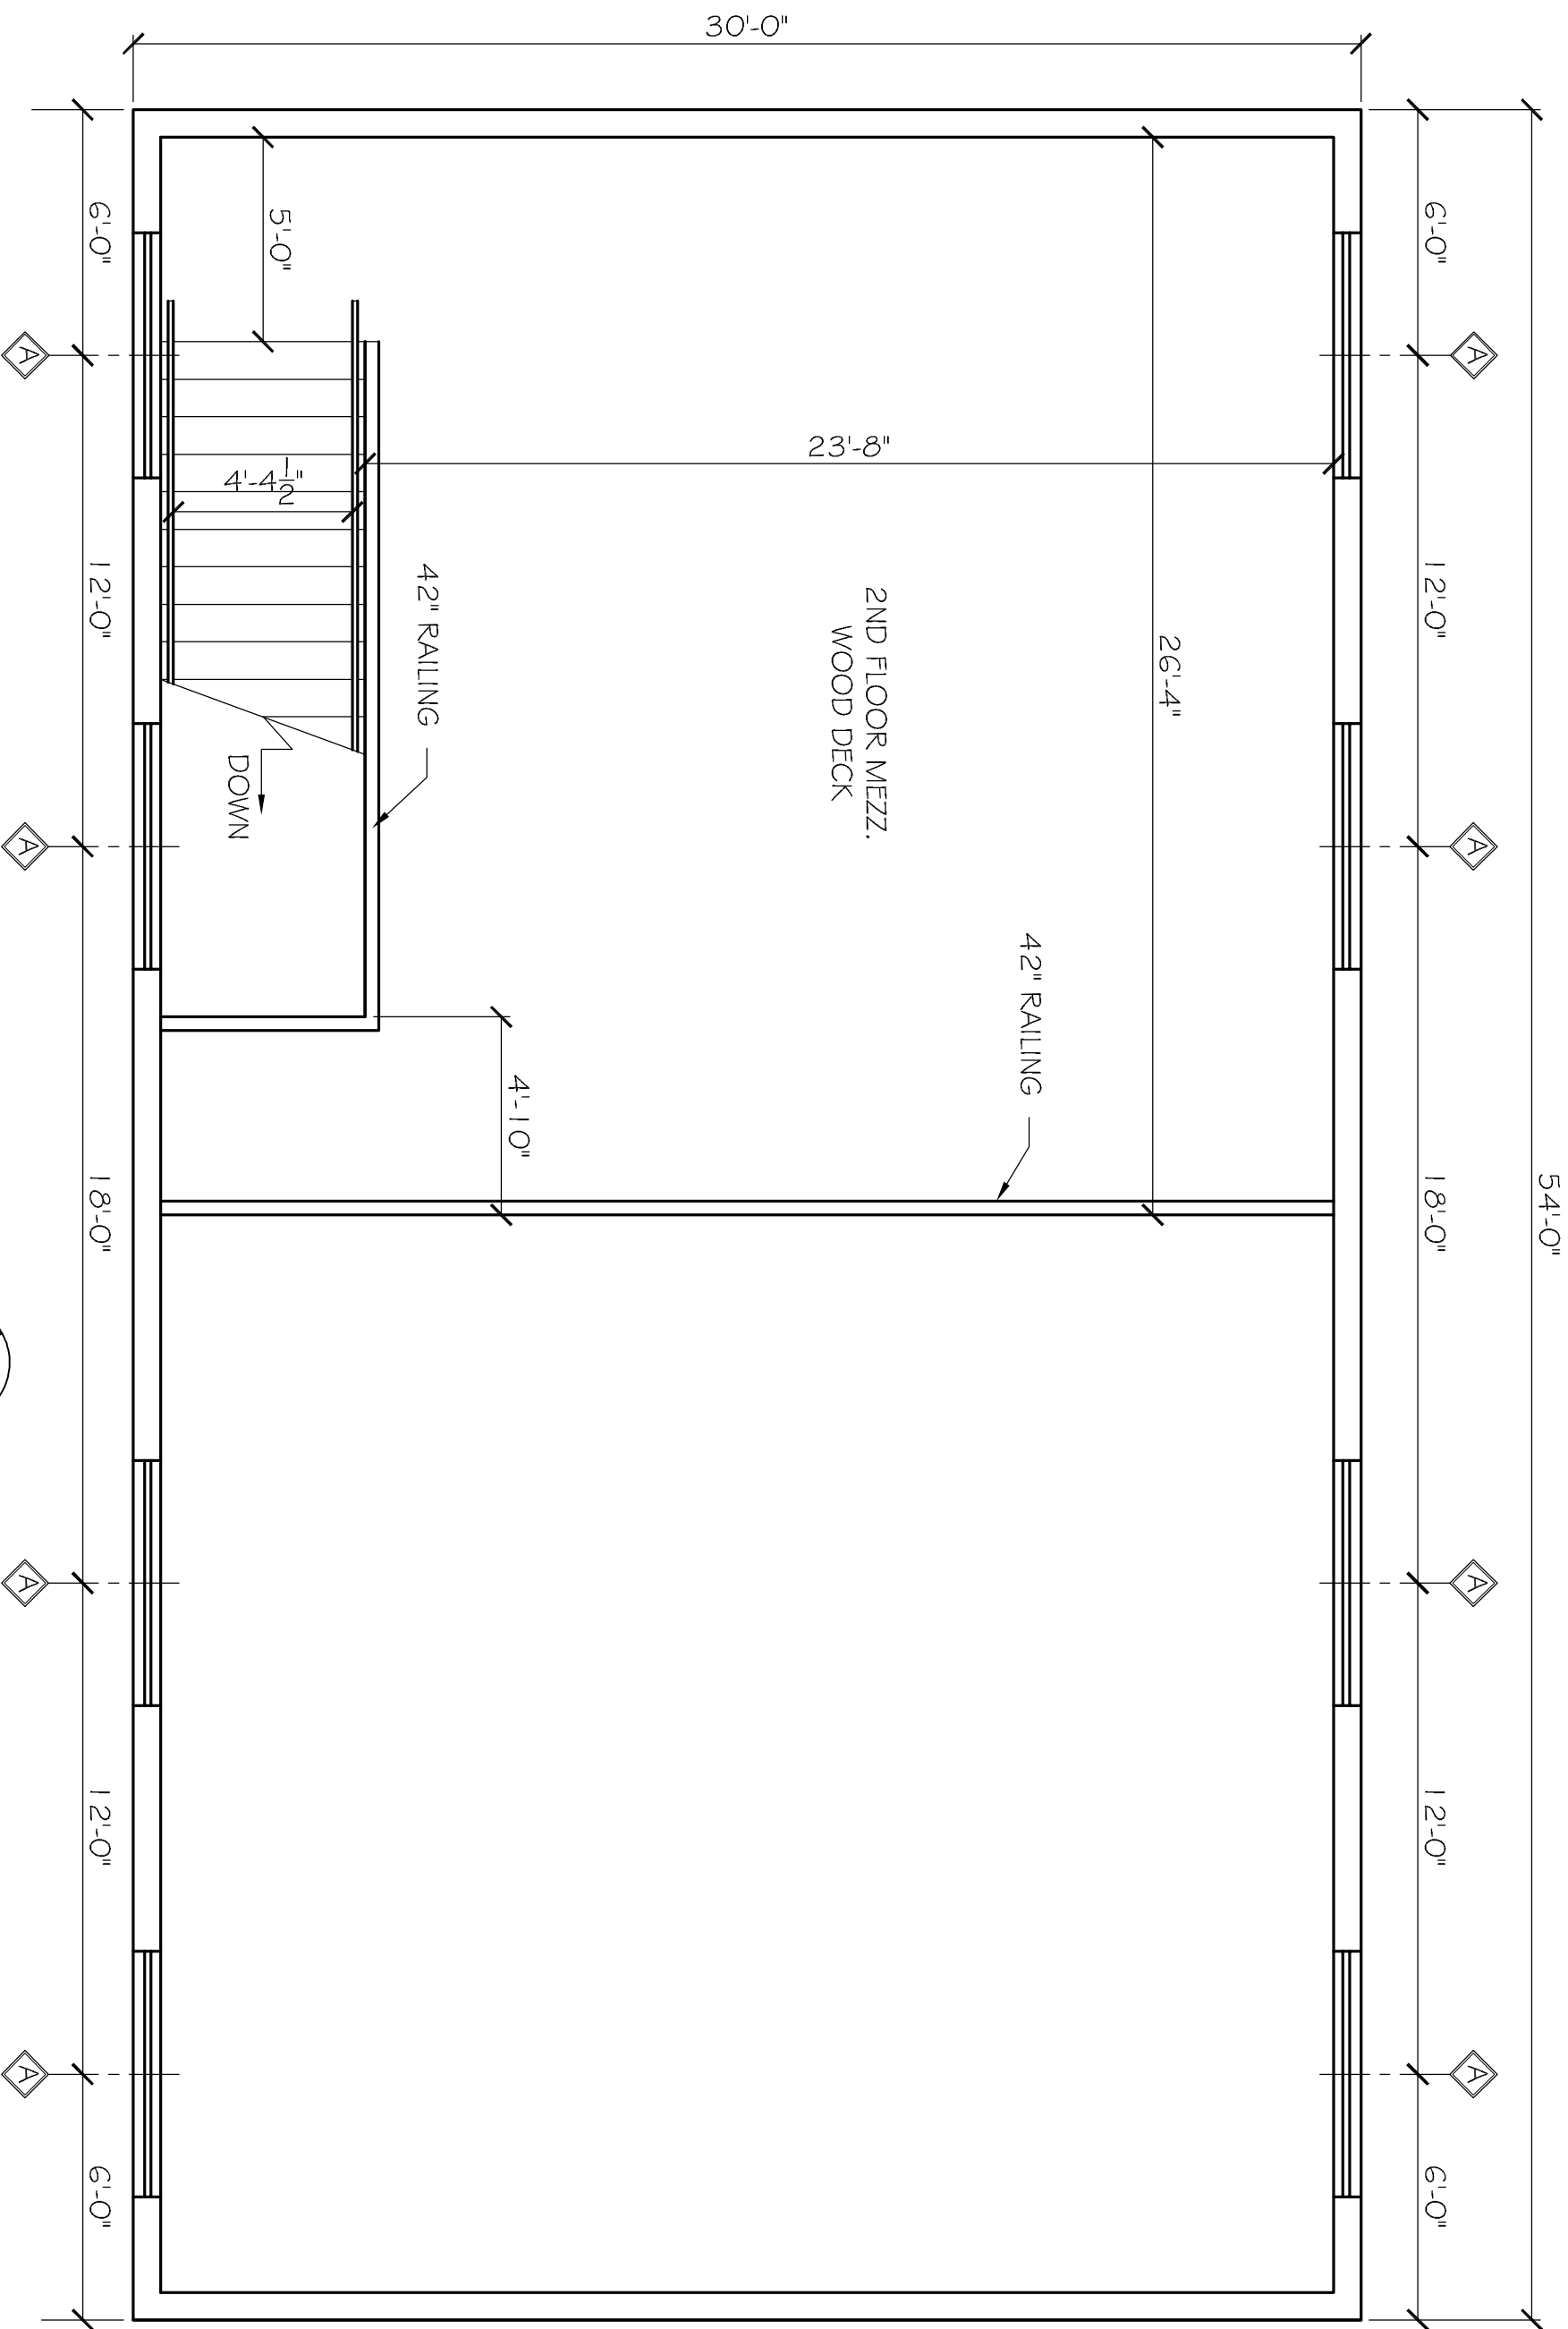 30'-0"
54'-0"
6'-0"
12'-0"
18'-0"
12'-0"
6'-0"
A
A
A
A
26'-4"
42" RAILING
2ND FLOOR MEZZ.
WOOD DECK
23'-8"
4'-10"
42" RAILING
5'-0"
4'-4 1/2"
DOWN
6'-0"
12'-0"
18'-0"
12'-0"
6'-0"
A
A
A
A